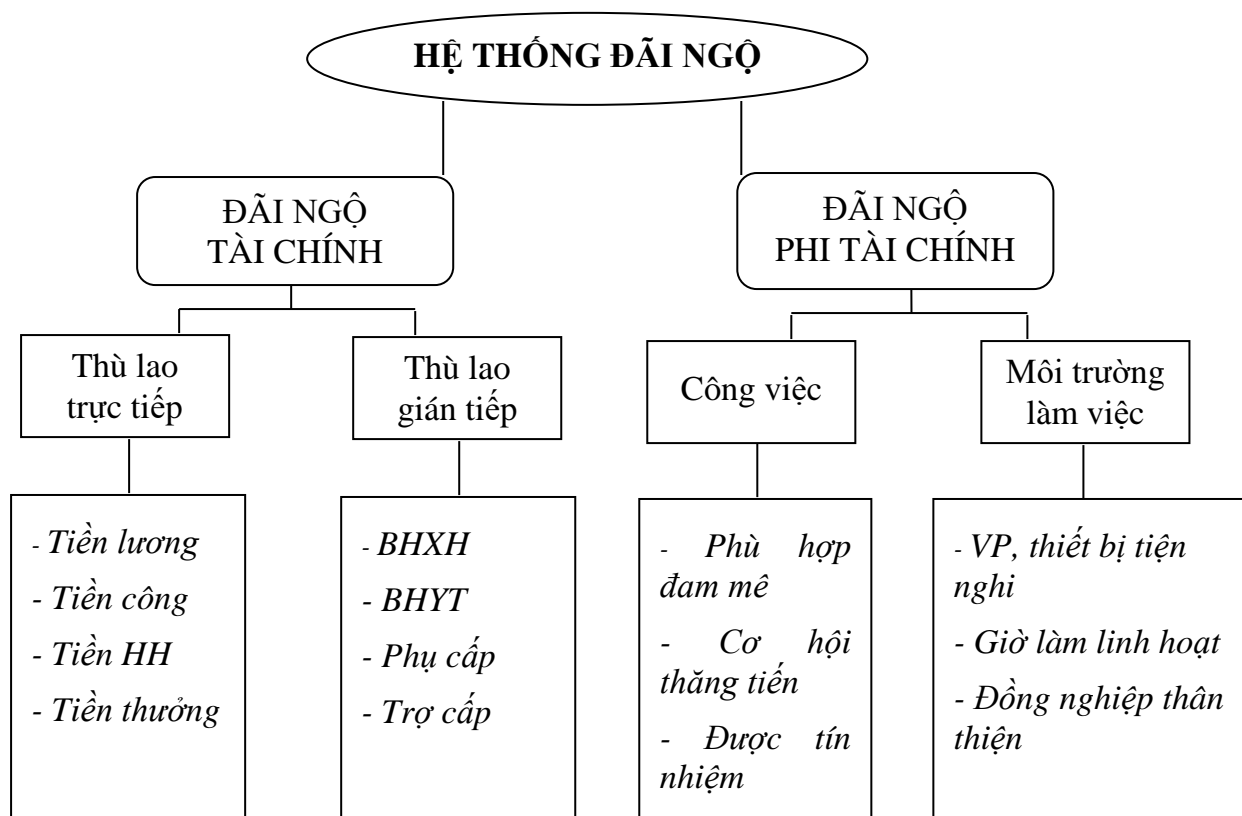 HỆ THỐNG ĐÃI NGỘ
ĐÃI NGỘ
TÀI CHÍNH
ĐÃI NGỘ
PHI TÀI CHÍNH
Thù lao
trực tiếp
Thù lao
gián tiếp
Công việc
Môi trường
làm việc
- Tiền lương
- Tiền công
- Tiền HH
- Tiền thưởng
- BHXH
- BHYT
- Phụ cấp
- Trợ cấp
- Phù hợp
đam mê
- Cơ hội
thăng tiến
- Được tín
nhiệm
- VP, thiết bị tiện
nghi
- Giờ làm linh hoạt
- Đồng nghiệp thân
thiện